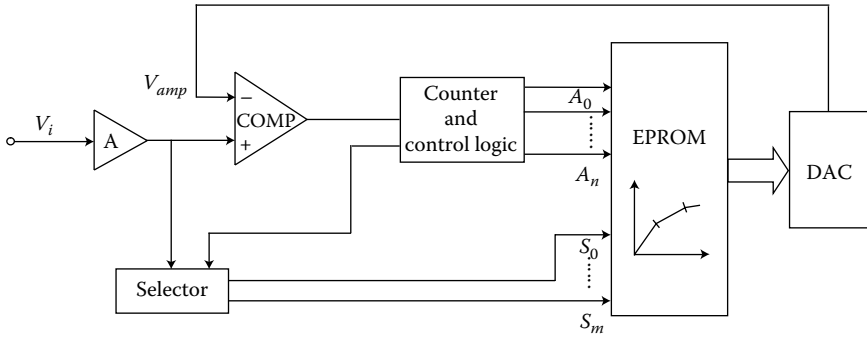 V_amp
−
COMP
+
V_i
A
Counter
and
control logic
A_0
A_n
EPROM
DAC
S_0
S_m
Selector